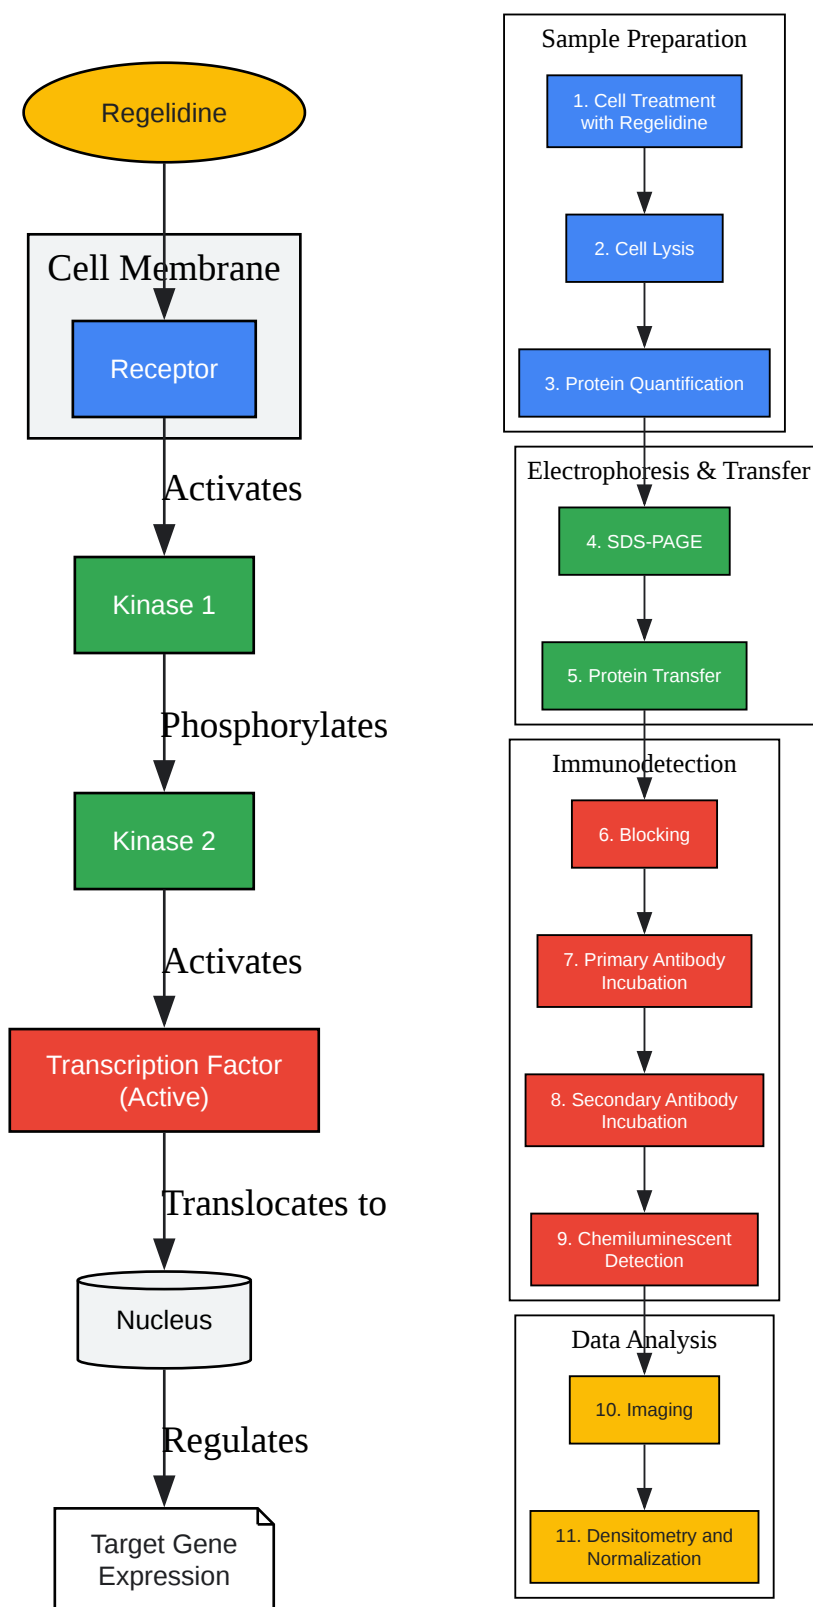 Regelidine
Cell Membrane
Receptor
Activates
Kinase 1
Phosphorylates
Kinase 2
Activates
Transcription Factor
(Active)
Translocates to
Nucleus
Regulates
Target Gene
Expression
Sample Preparation
1. Cell Treatment
with Regelidine
2. Cell Lysis
3. Protein Quantification
Electrophoresis & Transfer
4. SDS-PAGE
5. Protein Transfer
Immunodetection
6. Blocking
7. Primary Antibody
Incubation
8. Secondary Antibody
Incubation
9. Chemiluminescent
Detection
Data Analysis
10. Imaging
11. Densitometry and
Normalization